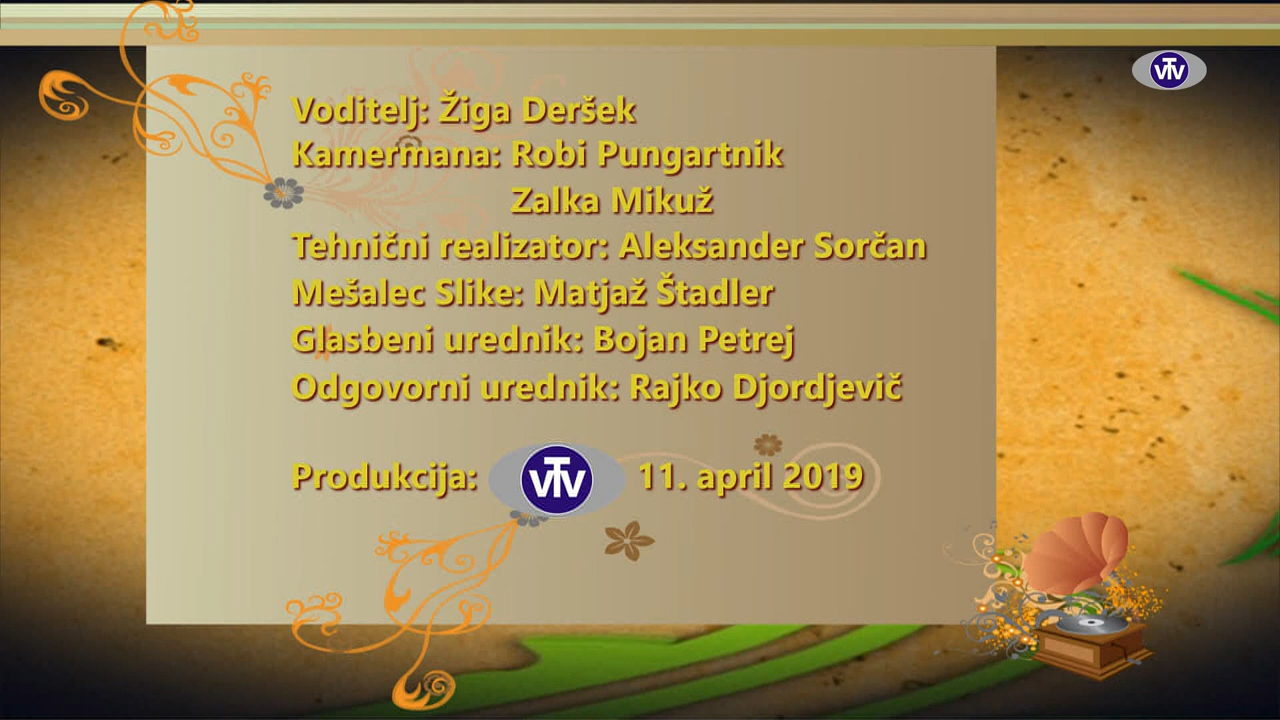 VTV
Voditelj: Žiga Deršek
Kamermana: Robi Pungartnik
Zalka Mikuž
Tehnični realizator: Aleksander Sorčan
Mešalec Slike: Matjaž Štadler
Glasbeni urednik: Bojan Petrej
Odgovorni urednik: Rajko Djordjevič
Produkcija: VTV 11. april 2019